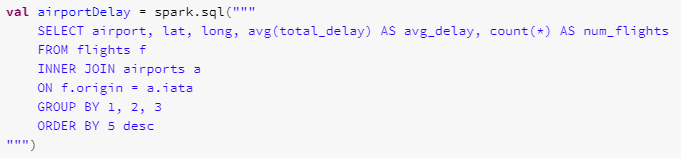 val airportDelay = spark.sql("""
    SELECT airport, lat, long, avg(total_delay) AS avg_delay, count(*) AS num_flights
    FROM flights f
    INNER JOIN airports a
    ON f.origin = a.iata
    GROUP BY 1, 2, 3
    ORDER BY 5 desc
""")